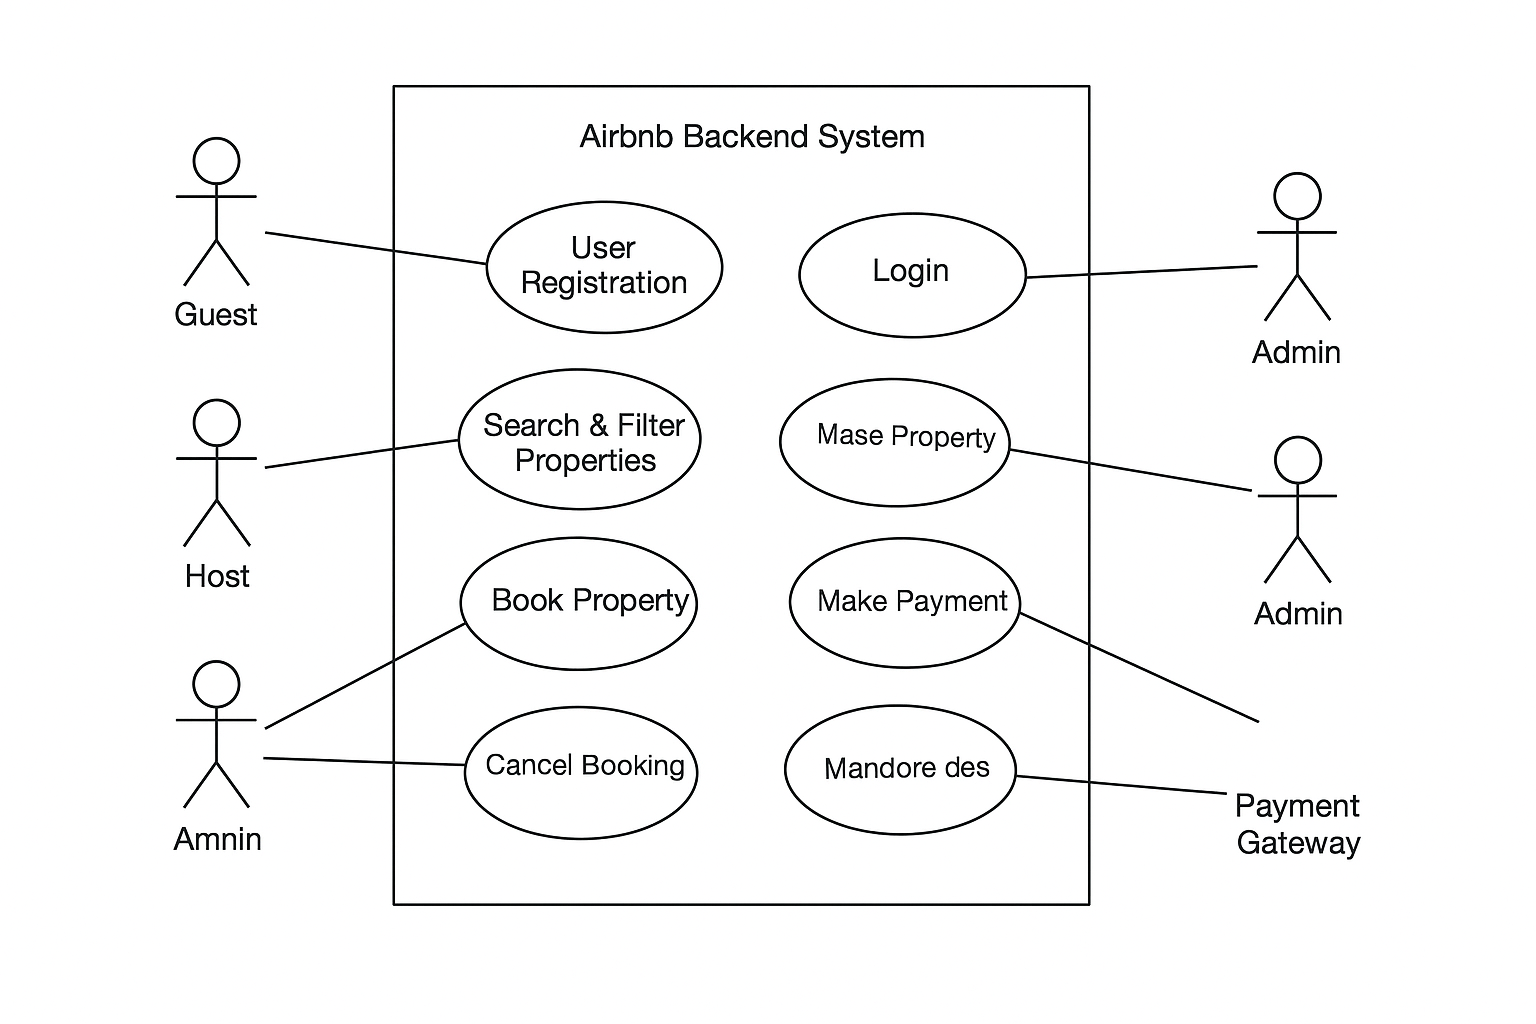 Airbnb Backend System
Guest
User
Registration
Login
Admin
Host
Search & Filter
Properties
Mase Property
Admin
Amnin
Book Property
Make Payment
Cancel Booking
Mandore des
Payment
Gateway